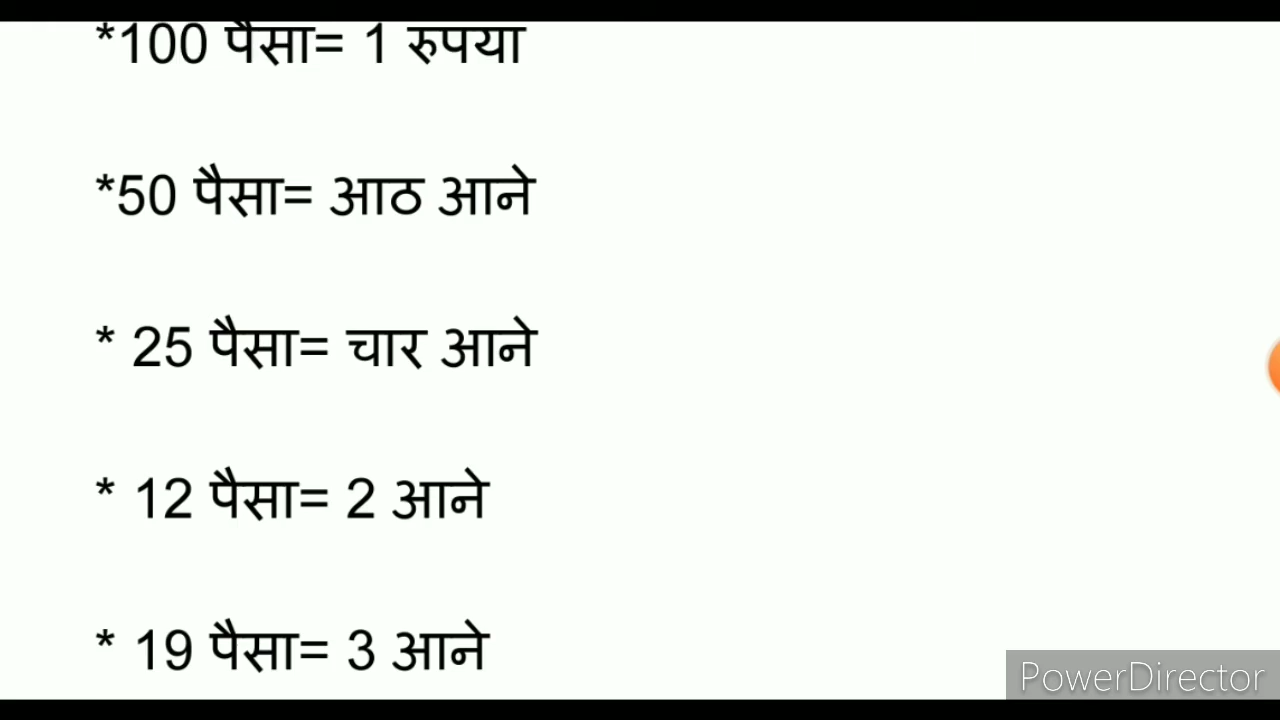 *100 पैसा= 1 रुपया
*50 पैसा= आठ आने
* 25 पैसा= चार आने
* 12 पैसा= 2 आने
* 19 पैसा= 3 आने
PowerDirector